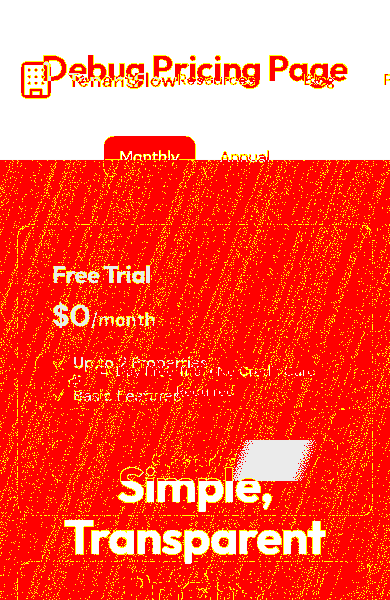 Debug Pricing Page
TenantFlow Resources Blog
Monthly Annual
Free Trial
$0/month
Up to 2 Properties
Basic Features
Simple,
Transparent